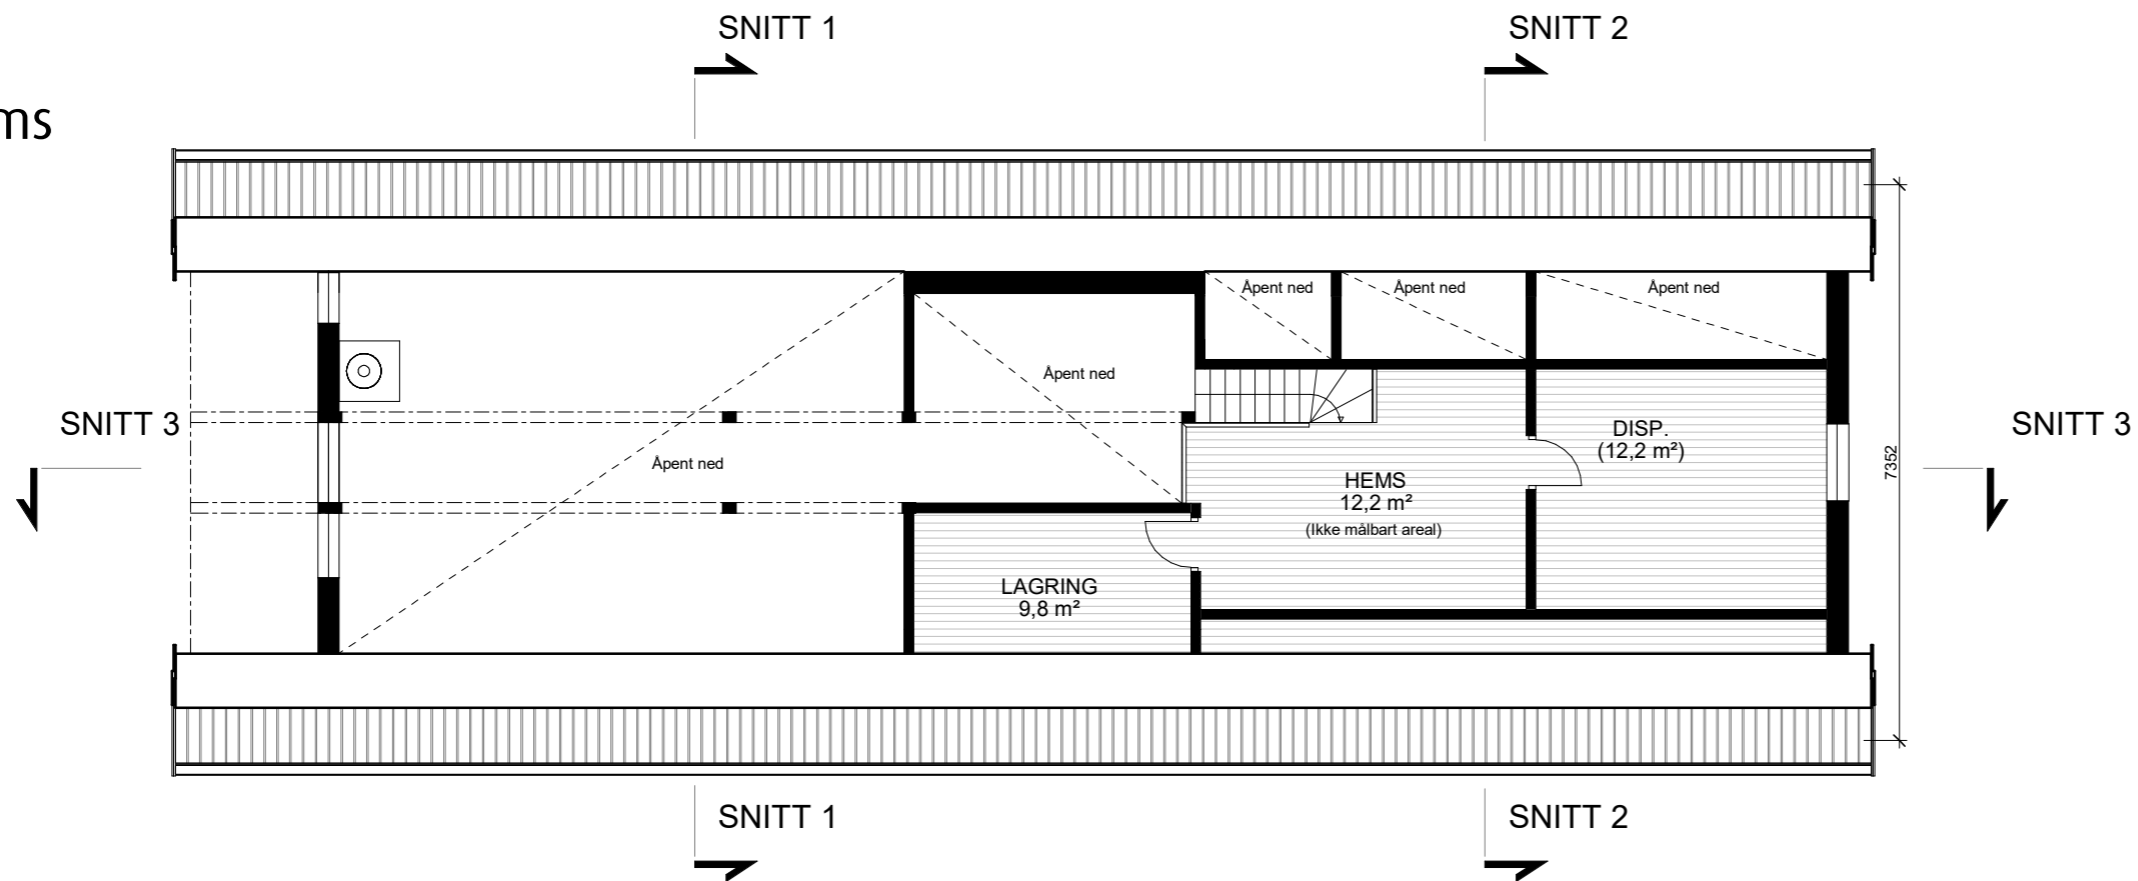 SNITT 1
SNITT 2
ms
Åpent ned
Åpent ned
Åpent ned
Åpent ned
SNITT 3
SNITT 3
DISP.
(12,2 m²)
Åpent ned
7352
HEMS
12,2 m²
(Ikke målbart areal)
LAGRING
9,8 m²
SNITT 1
SNITT 2